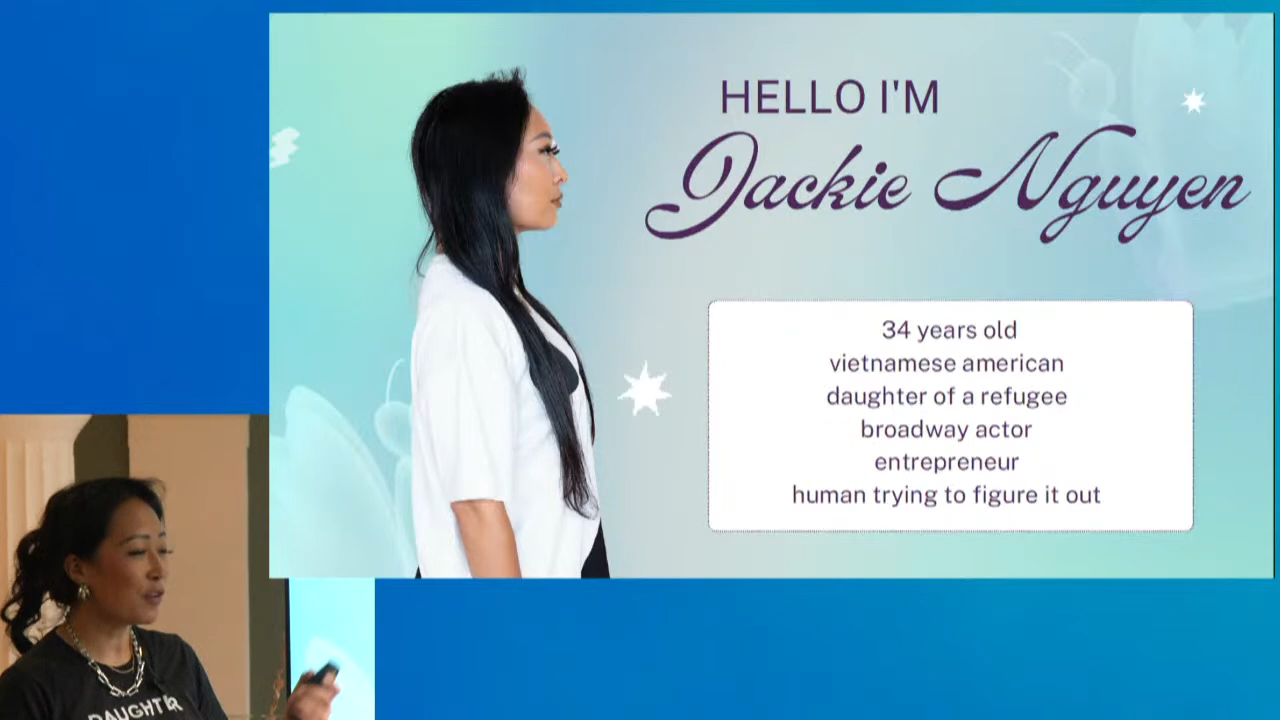 HELLO I'M
Jackie Nguyen
34 years old
vietnamese american
daughter of a refugee
broadway actor
entrepreneur
human trying to figure it out
DAUGHTER